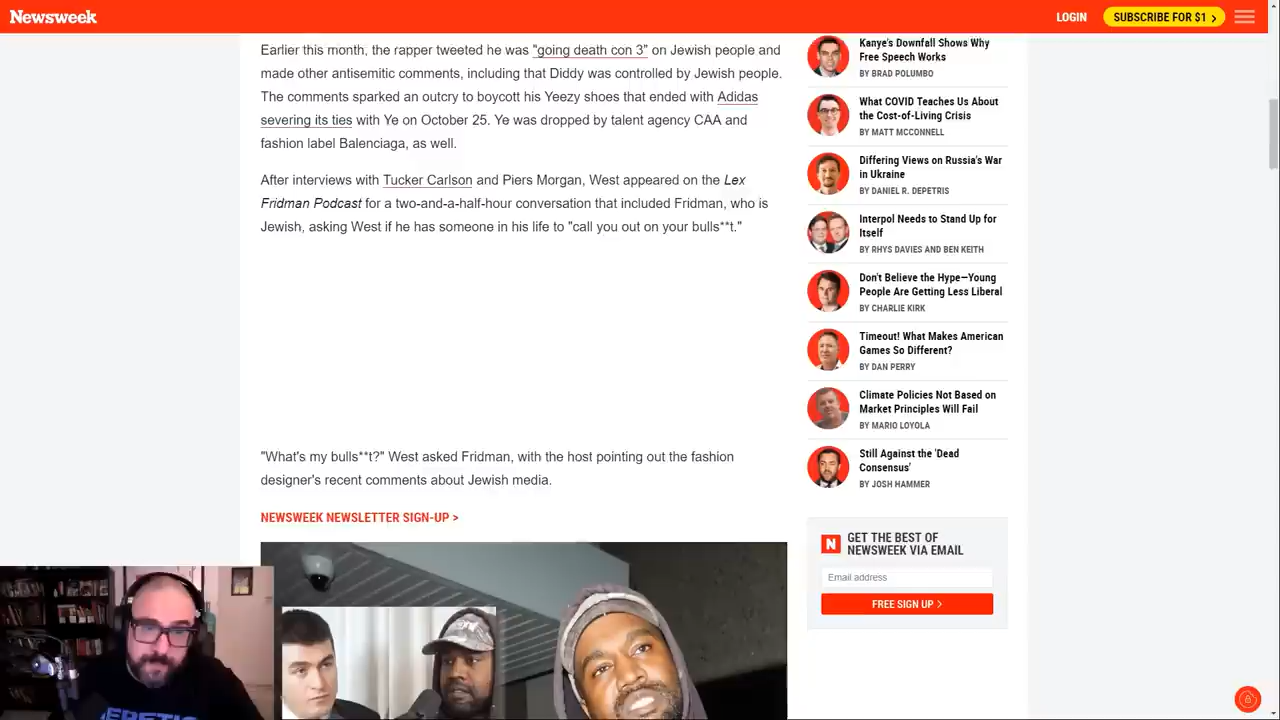 Newsweek
LOGIN
SUBSCRIBE FOR $1 >
Earlier this month, the rapper tweeted he was "going death con 3" on Jewish people and
made other antisemitic comments, including that Diddy was controlled by Jewish people.
The comments sparked an outcry to boycott his Yeezy shoes that ended with Adidas
severing its ties with Ye on October 25. Ye was dropped by talent agency CAA and
fashion label Balenciaga, as well.
After interviews with Tucker Carlson and Piers Morgan, West appeared on the Lex
Fridman Podcast for a two-and-a-half-hour conversation that included Fridman, who is
Jewish, asking West if he has someone in his life to "call you out on your bulls**t."
"What's my bulls**t?" West asked Fridman, with the host pointing out the fashion
designer's recent comments about Jewish media.
NEWSWEEK NEWSLETTER SIGN-UP >
Kanye's Downfall Shows Why
Free Speech Works
BY BRAD POLUMBO
What COVID Teaches Us About
the Cost-of-Living Crisis
BY MATT MCCONNELL
Differing Views on Russia's War
in Ukraine
BY DANIEL R. DEPETRIS
Interpol Needs to Stand Up for
Itself
BY RHYS DAVIES AND BEN KEITH
Don't Believe the Hype—Young
People Are Getting Less Liberal
BY CHARLIE KIRK
Timeout! What Makes American
Games So Different?
BY DAN PERRY
Climate Policies Not Based on
Market Principles Will Fail
BY MARIO LOYOLA
Still Against the 'Dead
Consensus'
BY JOSH HAMMER
N
GET THE BEST OF
NEWSWEEK VIA EMAIL
Email address
FREE SIGN UP >
HERETIC